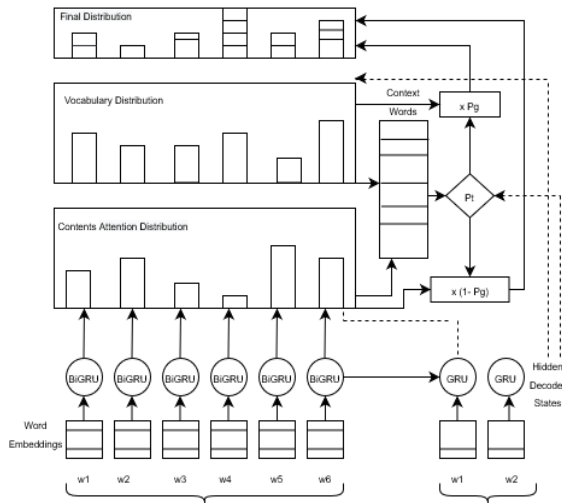 Final Distribution
Vocabulary Distribution
Context
Words
x Pg
Pt
Contents Attention Distribution
x (1- Pg)
BiGRU BiGRU BiGRU BiGRU BiGRU BiGRU GRU GRU
Hidden
Decode
States
Word
Embeddings
w1 w2 w3 w4 w5 w6 w1 w2